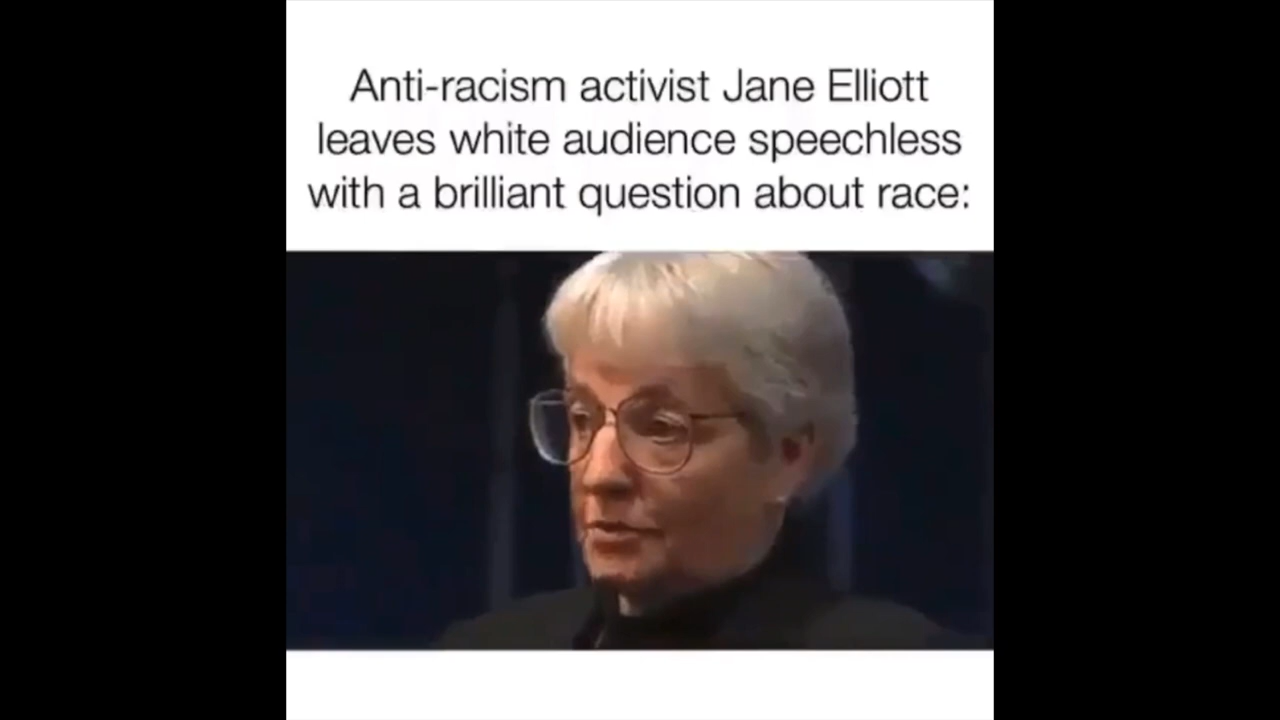 Anti-racism activist Jane Elliott
leaves white audience speechless
with a brilliant question about race: